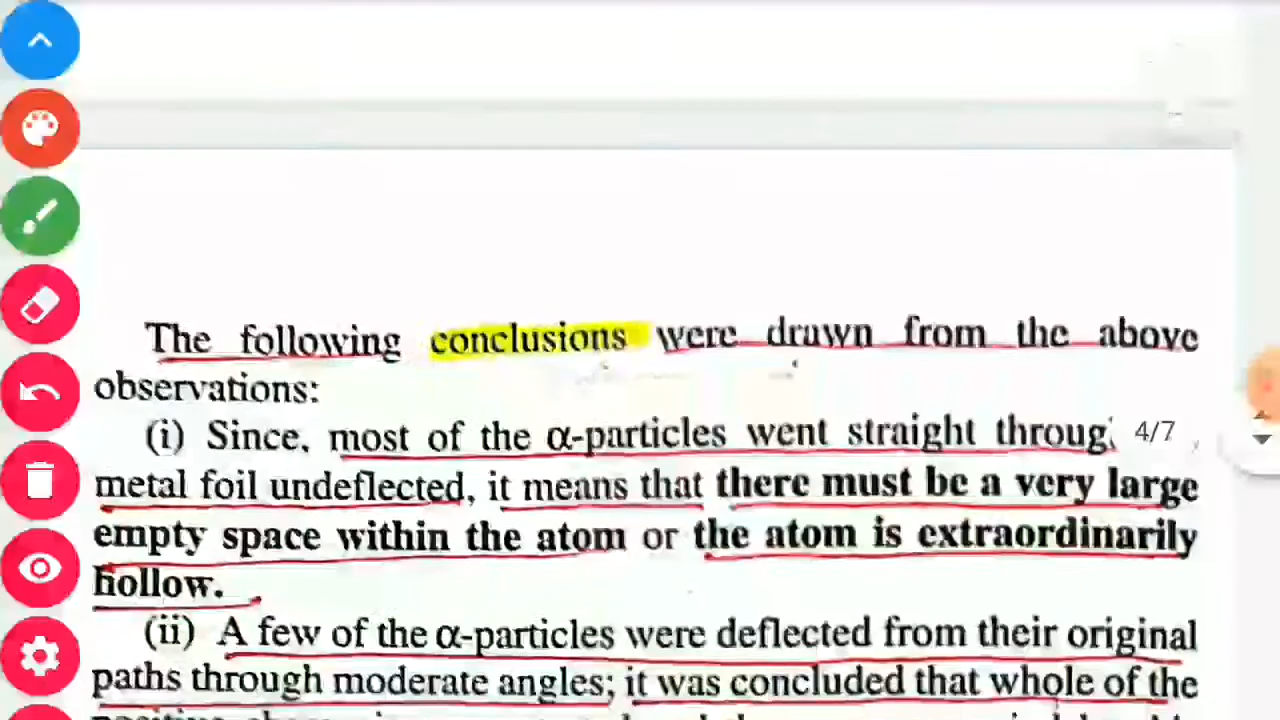 The following conclusions were drawn from the above
observations:
(i) Since, most of the α-particles went straight throug
4/7
metal foil undeflected, it means that there must be a very large
empty space within the atom or the atom is extraordinarily
hollow.
(ii) A few of the α-particles were deflected from their original
paths through moderate angles; it was concluded that whole of the